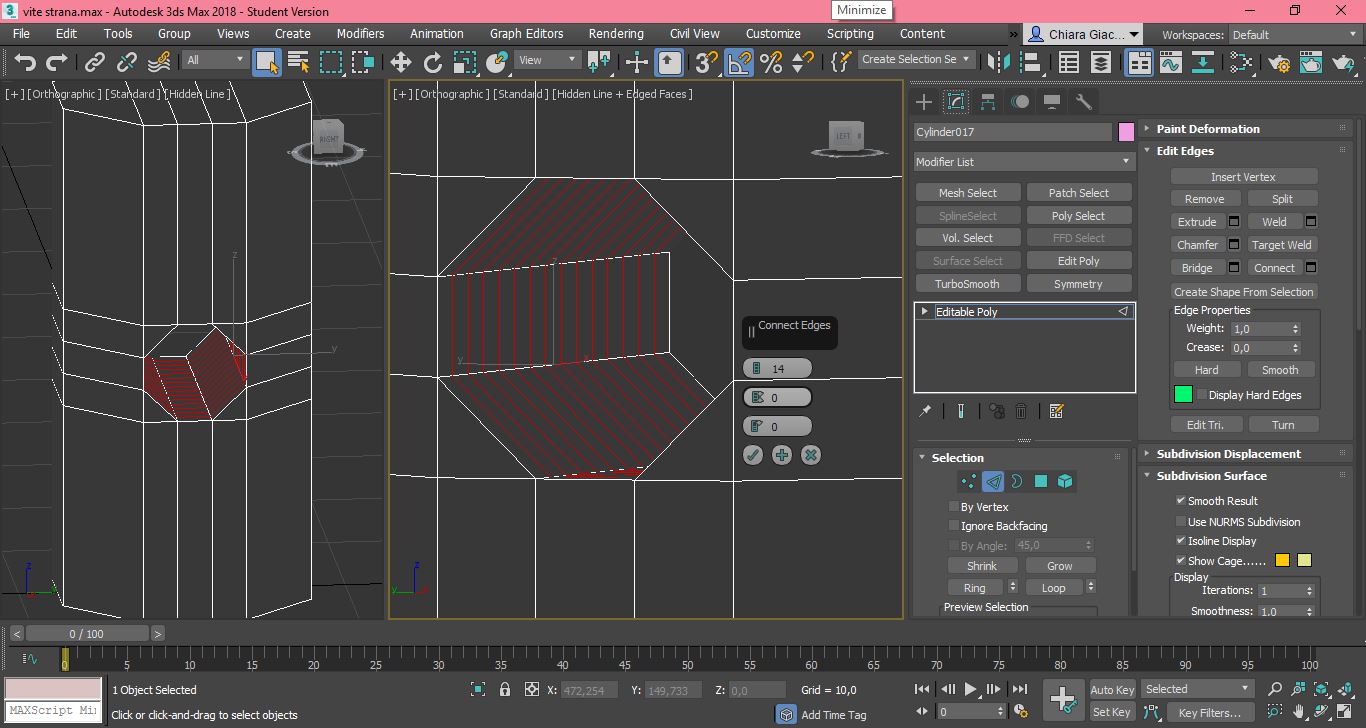 vite strana.max - Autodesk 3ds Max 2018 - Student Version
Minimize
File Edit Tools Group Views Create Modifiers Animation Graph Editors Rendering Civil View Customize Scripting Content » Chiara Giac... Workspaces: Default
All View Create Selection Se
[+] [Orthographic ] [Standard ] [Hidden Line ]
[+] [Orthographic ] [Standard ] [Hidden Line + Edged Faces ]
RIGHT
LEFT
z
y
z
y
x
Connect Edges
14
0
0
z
y
z
y
Cylinder017
Modifier List
Mesh Select Patch Select
SplineSelect Poly Select
Vol. Select FFD Select
Surface Select Edit Poly
TurboSmooth Symmetry
Editable Poly
Selection
By Vertex
Ignore Backfacing
By Angle: 45,0
Shrink Grow
Ring Loop
Preview Selection
Paint Deformation
Edit Edges
Insert Vertex
Remove Split
Extrude Weld
Chamfer Target Weld
Bridge Connect
Create Shape From Selection
Edge Properties
Weight: 1,0
Crease: 0,0
Hard Smooth
Display Hard Edges
Edit Tri. Turn
Subdivision Displacement
Subdivision Surface
Smooth Result
Use NURMS Subdivision
Isoline Display
Show Cage......
Display
Iterations: 1
Smoothness: 1.0
< 0 / 100 >
0 5 10 15 20 25 30 35 40 45 50 55 60 65 70 75 80 85 90 95 100
1 Object Selected
X: 472,254 Y: 149,733 Z: 0,0 Grid = 10,0
Auto Key Selected
MAXScript Mi
Click or click-and-drag to select objects
Add Time Tag
0
Set Key Key Filters...